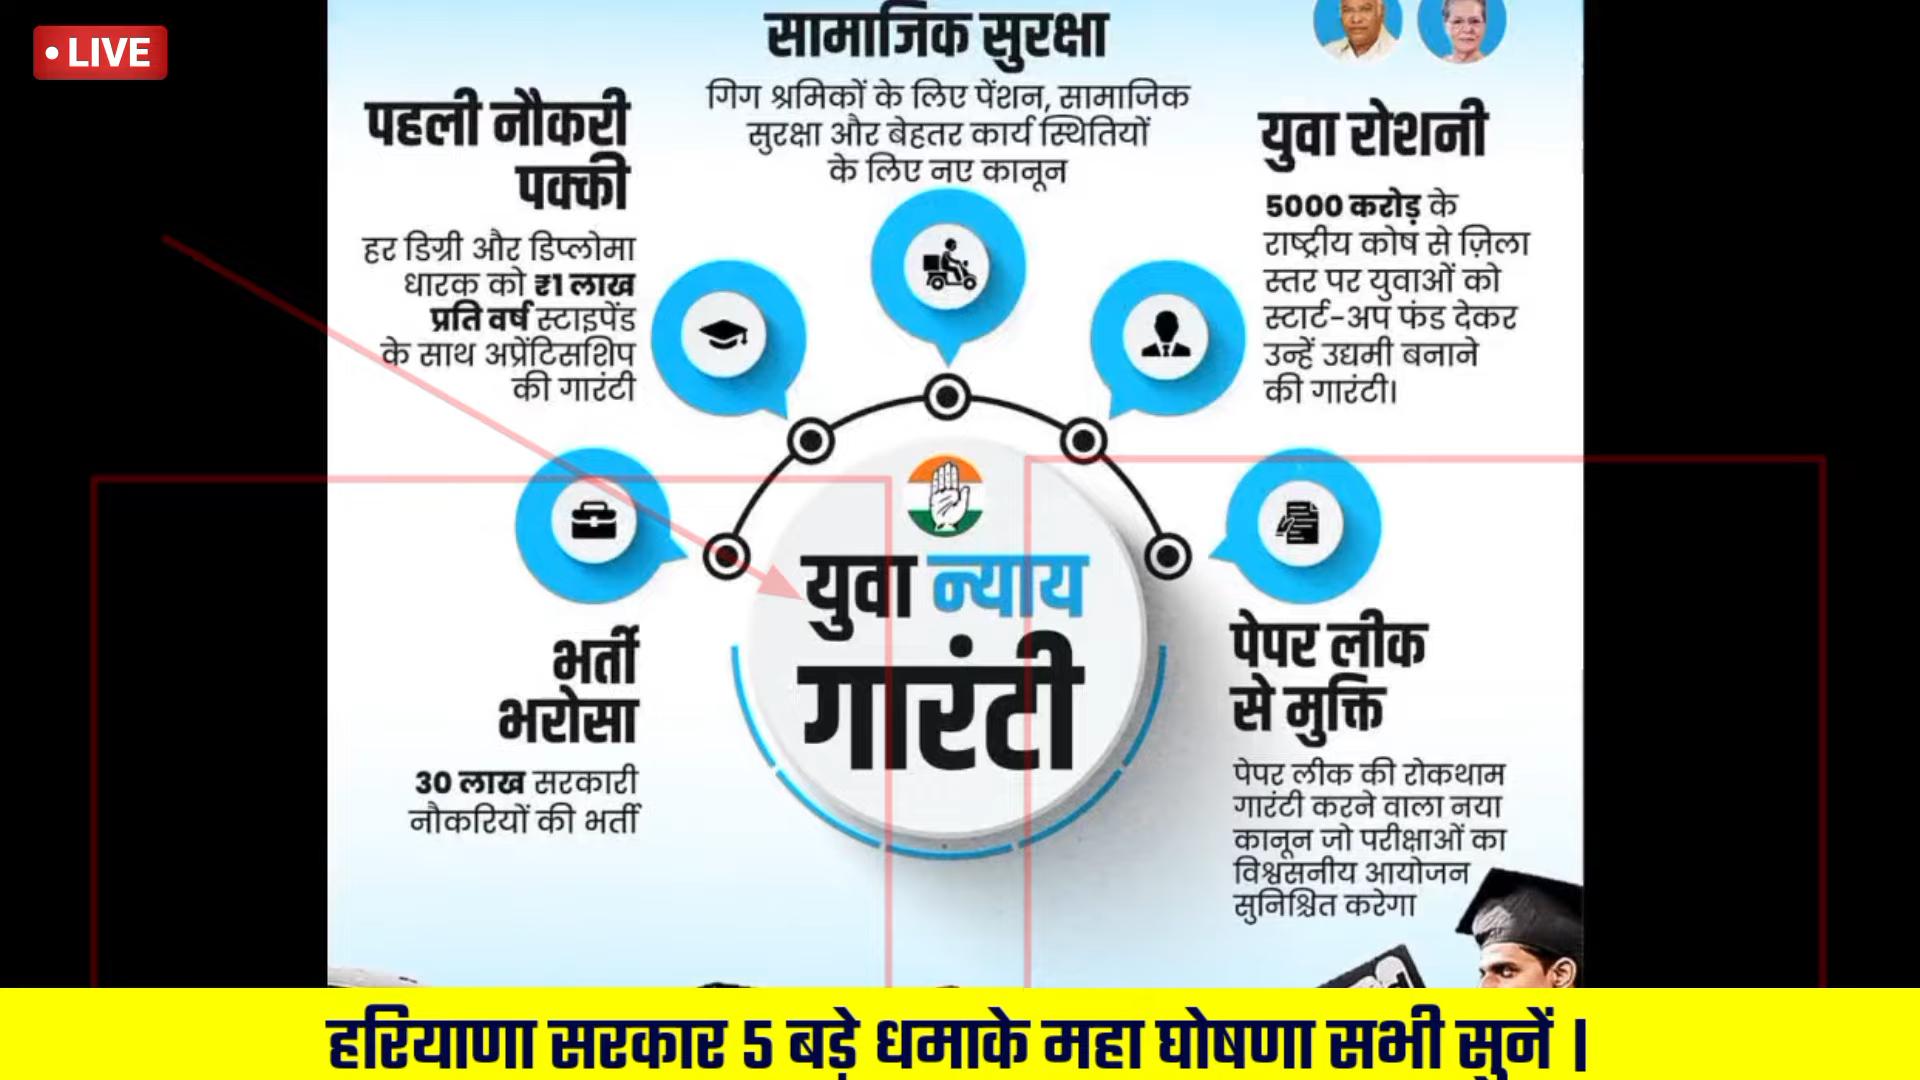 LIVE
सामाजिक सुरक्षा
गिग श्रमिकों के लिए पेंशन, सामाजिक
सुरक्षा और बेहतर कार्य स्थितियों
के लिए नए कानून
पहली नौकरी
पक्की
हर डिग्री और डिप्लोमा
धारक को ₹1 लाख
प्रति वर्ष स्टाइपेंड
के साथ अप्रेंटिसशिप
की गारंटी
युवा रोशनी
5000 करोड़ के
राष्ट्रीय कोष से ज़िला
स्तर पर युवाओं को
स्टार्ट-अप फंड देकर
उन्हें उद्यमी बनाने
की गारंटी।
युवा न्याय
गारंटी
भर्ती
भरोसा
30 लाख सरकारी
नौकरियों की भर्ती
पेपर लीक
से मुक्ति
पेपर लीक की रोकथाम
गारंटी करने वाला नया
कानून जो परीक्षाओं का
विश्वसनीय आयोजन
सुनिश्चित करेगा
हरियाणा सरकार 5 बड़े धमाके महा घोषणा सभी सुनें ।